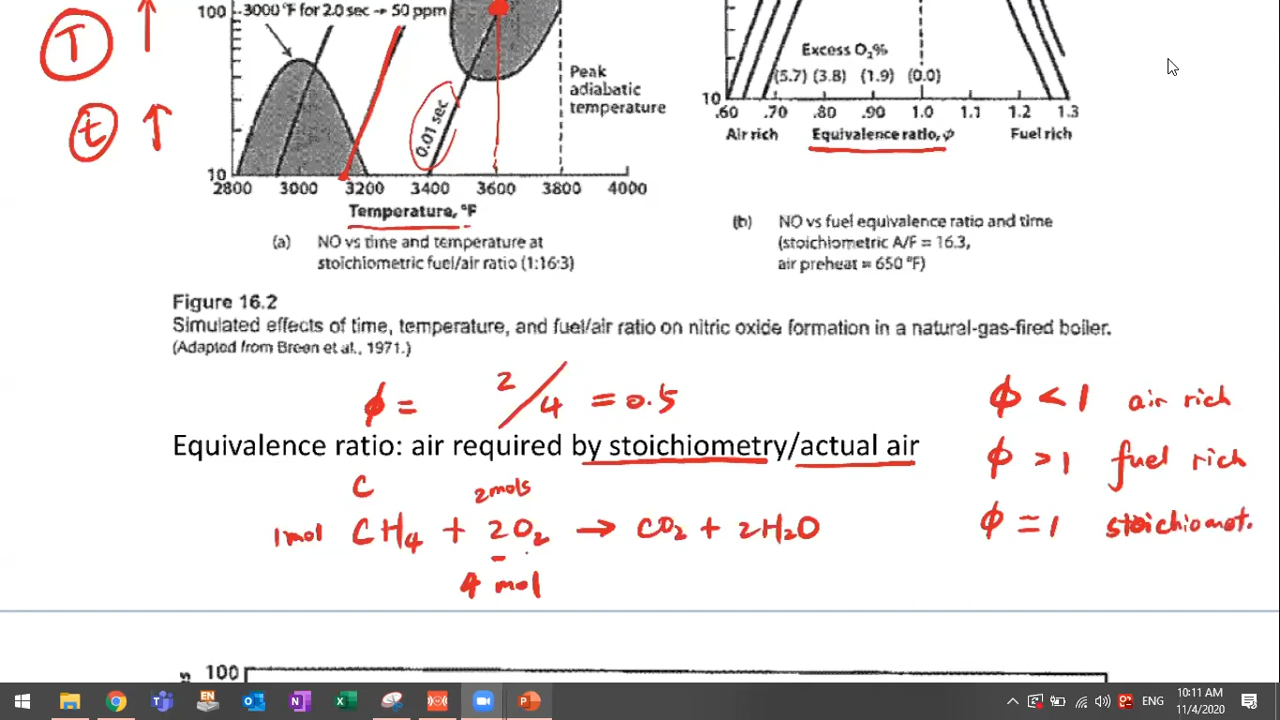 100
3000 °F for 2.0 sec → 50 ppm
T ↑
t ↑
0.01 sec
Peak
adiabatic
temperature
10
2800 3000 3200 3400 3600 3800 4000
Temperature, °F
(a) NO vs time and temperature at
stoichiometric fuel/air ratio (1:16.3)
Excess O₂%
(5.7) (3.8) (1.9) (0.0)
10
.60 .70 .80 .90 1.0 1.1 1.2 1.3
Air rich Equivalence ratio, φ Fuel rich
(b) NO vs fuel equivalence ratio and time
(stoichiometric A/F = 16.3,
air preheat = 650 °F)
Figure 16.2
Simulated effects of time, temperature, and fuel/air ratio on nitric oxide formation in a natural-gas-fired boiler.
(Adapted from Breen et al., 1971.)
ϕ = 2/4 = 0.5
Equivalence ratio: air required by stoichiometry/actual air
C 2mols
1mol CH₄ + 2O₂ → CO₂ + 2H₂O
4 mol
ϕ < 1 air rich
ϕ > 1 fuel rich
ϕ = 1 stoichiomet.
100
EN
ENG
10:11 AM
11/4/2020